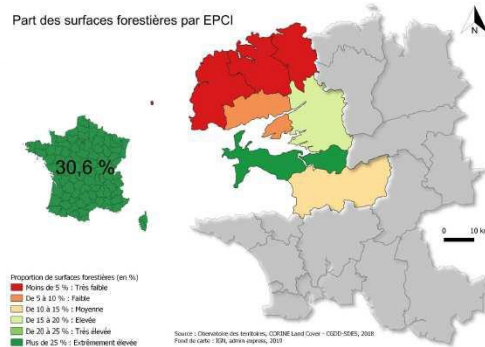 Part des surfaces forestières par EPCI
N
30,6 %
0 10 km
Proportion de surfaces forestières (en %)
Moins de 5 % : Très faible
De 5 à 10 % : Faible
De 10 à 15 % : Moyenne
De 15 à 20 % : Elevée
De 20 à 25 % : Très élevée
Plus de 25 % : Extrêmement élevée
Source : Observatoire des territoires, CORINE Land Cover - CGDD-SDES, 2018
Fond de carte : IGN, admin express, 2019